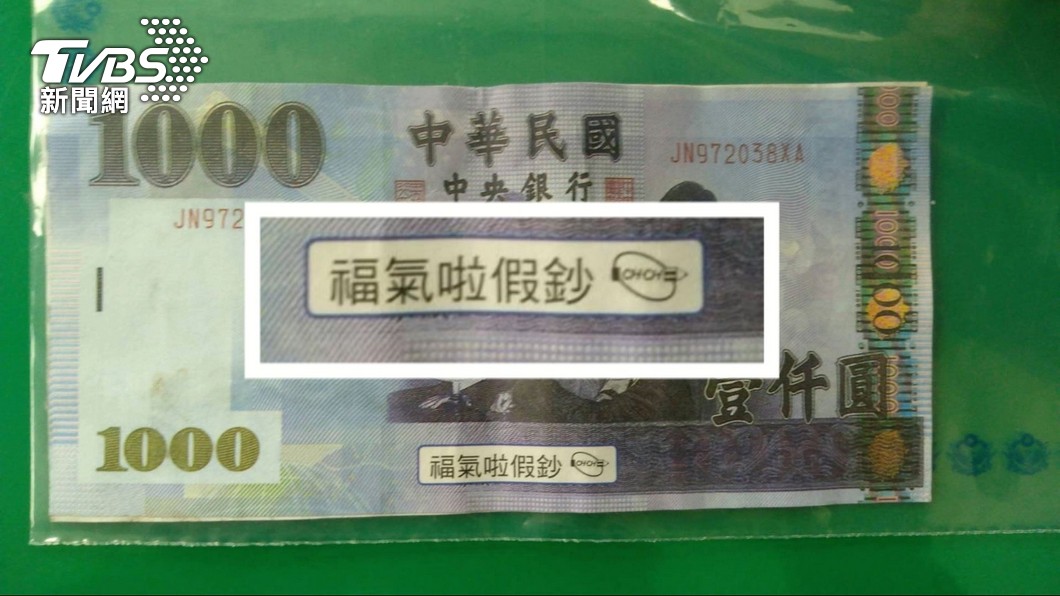 TVBS
新聞網
1000
中華民國
JN972038XA
中央銀行
JN972
福氣啦假鈔
壹仟圓
1000
福氣啦假鈔